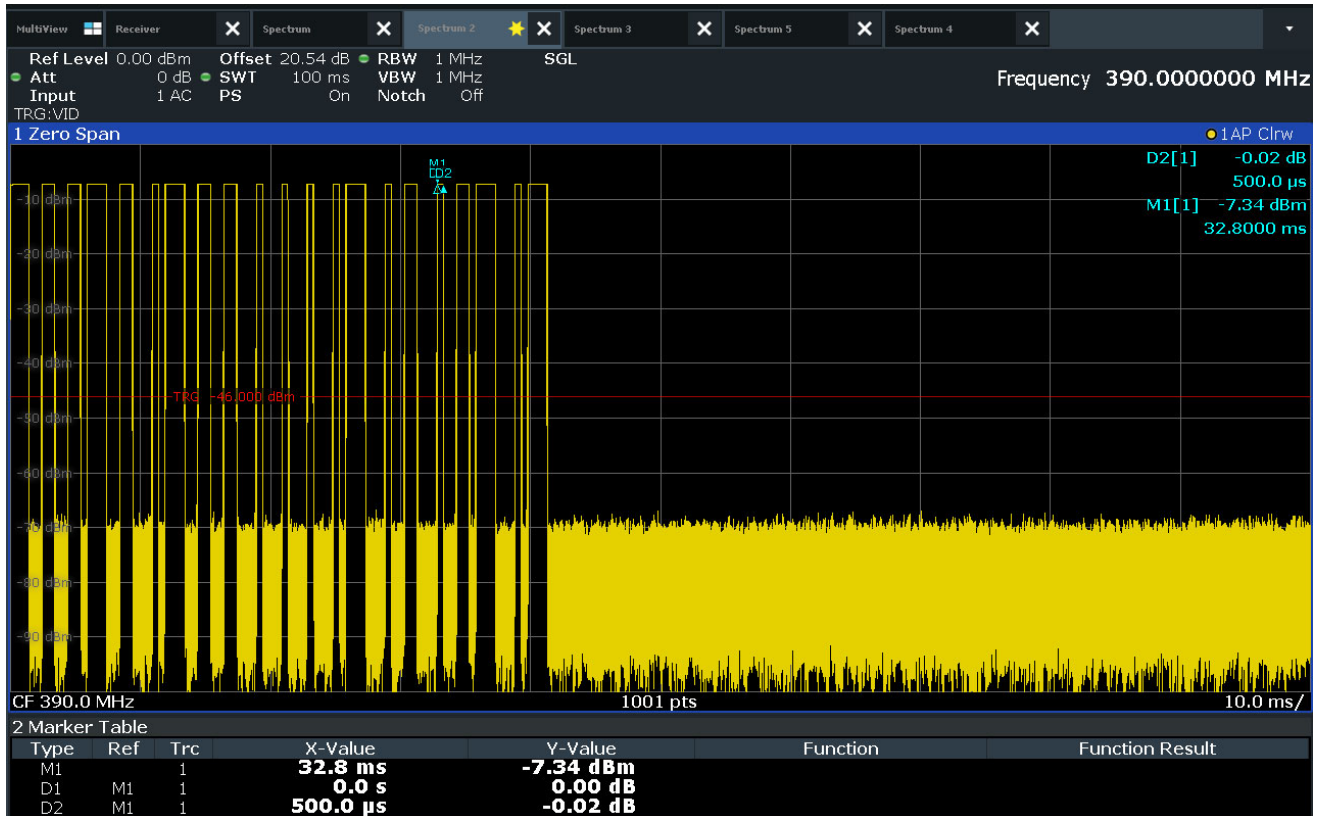 MultiView Receiver Spectrum Spectrum 2 Spectrum 3 Spectrum 5 Spectrum 4
Ref Level 0.00 dBm Offset 20.54 dB RBW 1 MHz SGL
Att 0 dB SWT 100 ms VBW 1 MHz Frequency 390.0000000 MHz
Input 1 AC PS On Notch Off
TRG:VID
1 Zero Span 1AP Clrw
D2[1] -0.02 dB
500.0 µs
M1[1] -7.34 dBm
32.8000 ms
M1
D2
-10 dBm
-20 dBm
-30 dBm
-40 dBm
TRG -46.000 dBm
-50 dBm
-60 dBm
-70 dBm
-80 dBm
-90 dBm
CF 390.0 MHz 1001 pts 10.0 ms/
2 Marker Table
Type Ref Trc X-Value Y-Value Function Function Result
M1 1 32.8 ms -7.34 dBm
D1 M1 1 0.0 s 0.00 dB
D2 M1 1 500.0 µs -0.02 dB